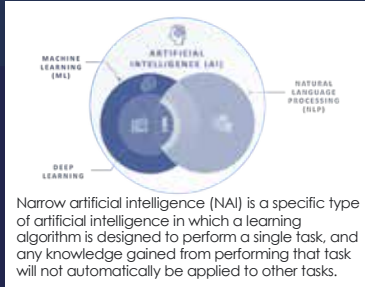 ARTIFICIAL
INTELLIGENCE (AI)
MACHINE
LEARNING
(ML)
NATURAL
LANGUAGE
PROCESSING
(NLP)
DEEP
LEARNING
Narrow artificial intelligence (NAI) is a specific type
of artificial intelligence in which a learning
algorithm is designed to perform a single task, and
any knowledge gained from performing that task
will not automatically be applied to other tasks.